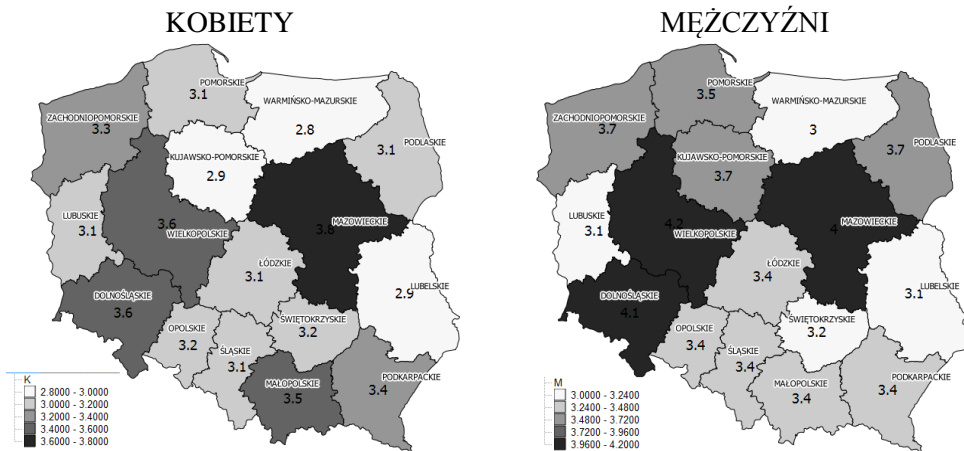 KOBIETY
POMORSKIE
3.1
WARMIŃSKO-MAZURSKIE
2.8
ZACHODNIOPOMORSKIE
3.3
PODLASKIE
3.1
KUJAWSKO-POMORSKIE
2.9
LUBUSKIE
3.1
3.6
WIELKOPOLSKIE
3.8
MAZOWIECKIE
ŁÓDZKIE
3.1
LUBELSKIE
2.9
DOLNOŚLĄSKIE
3.6
OPOLSKIE
3.2
ŚWIĘTOKRZYSKIE
3.2
ŚLĄSKIE
3.1
MAŁOPOLSKIE
3.5
PODKARPACKIE
3.4
K
2.8000 - 3.0000
3.0000 - 3.2000
3.2000 - 3.4000
3.4000 - 3.6000
3.6000 - 3.8000
MĘŻCZYŹNI
POMORSKIE
3.5
WARMIŃSKO-MAZURSKIE
3
ZACHODNIOPOMORSKIE
3.7
PODLASKIE
3.7
KUJAWSKO-POMORSKIE
3.7
LUBUSKIE
3.1
4.2
WIELKOPOLSKIE
4
MAZOWIECKIE
ŁÓDZKIE
3.4
LUBELSKIE
3.1
DOLNOŚLĄSKIE
4.1
OPOLSKIE
3.4
ŚWIĘTOKRZYSKIE
3.2
ŚLĄSKIE
3.4
MAŁOPOLSKIE
3.4
PODKARPACKIE
3.4
M
3.0000 - 3.2400
3.2400 - 3.4800
3.4800 - 3.7200
3.7200 - 3.9600
3.9600 - 4.2000